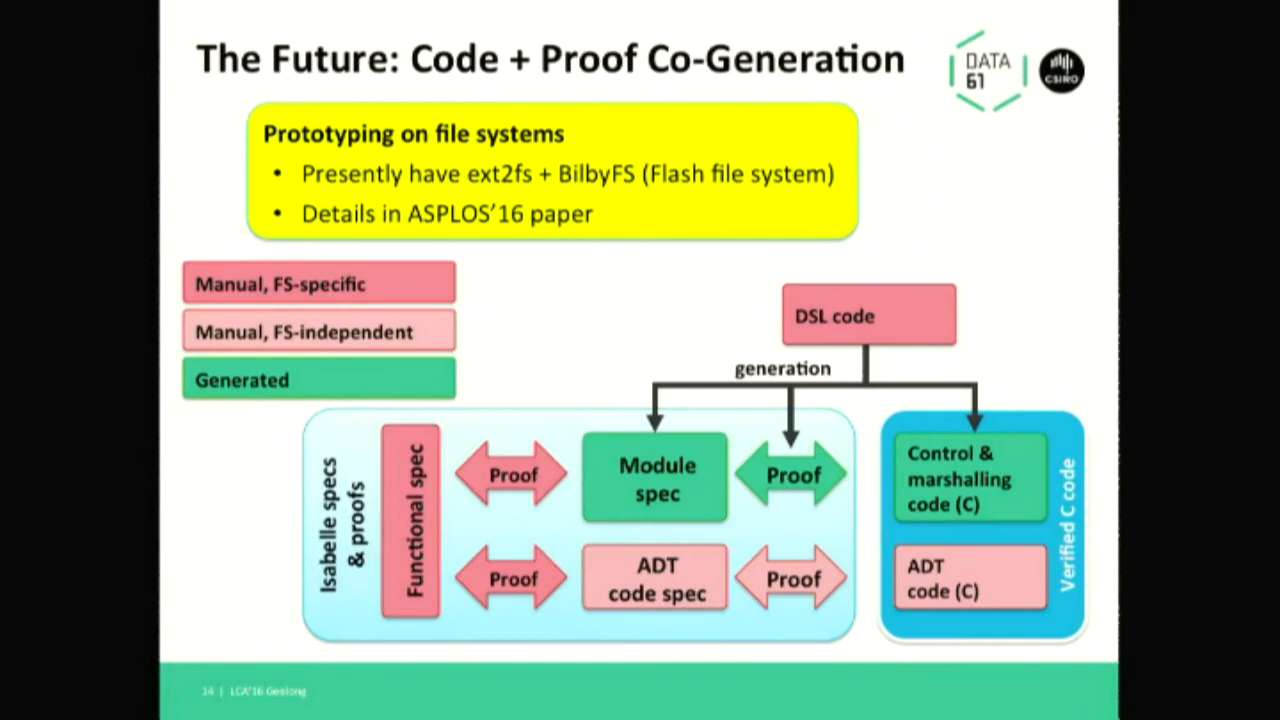 The Future: Code + Proof Co-Generation
DATA
61
CSIRO
Prototyping on file systems
• Presently have ext2fs + BilbyFS (Flash file system)
• Details in ASPLOS'16 paper
Manual, FS-specific
Manual, FS-independent
Generated
DSL code
generation
Isabelle specs
& proofs
Functional spec
Proof
Module
spec
Proof
Control &
marshalling
code (C)
Verified C code
Proof
ADT
code spec
Proof
ADT
code (C)
14 | LCA'16 Geelong